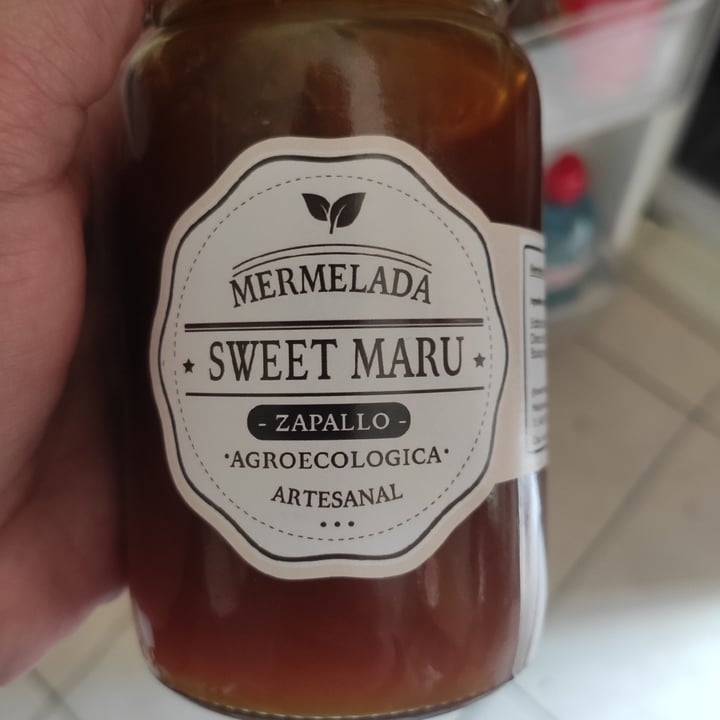 MERMELADA
SWEET MARU
- ZAPALLO -
·AGROECOLOGICA·
ARTESANAL